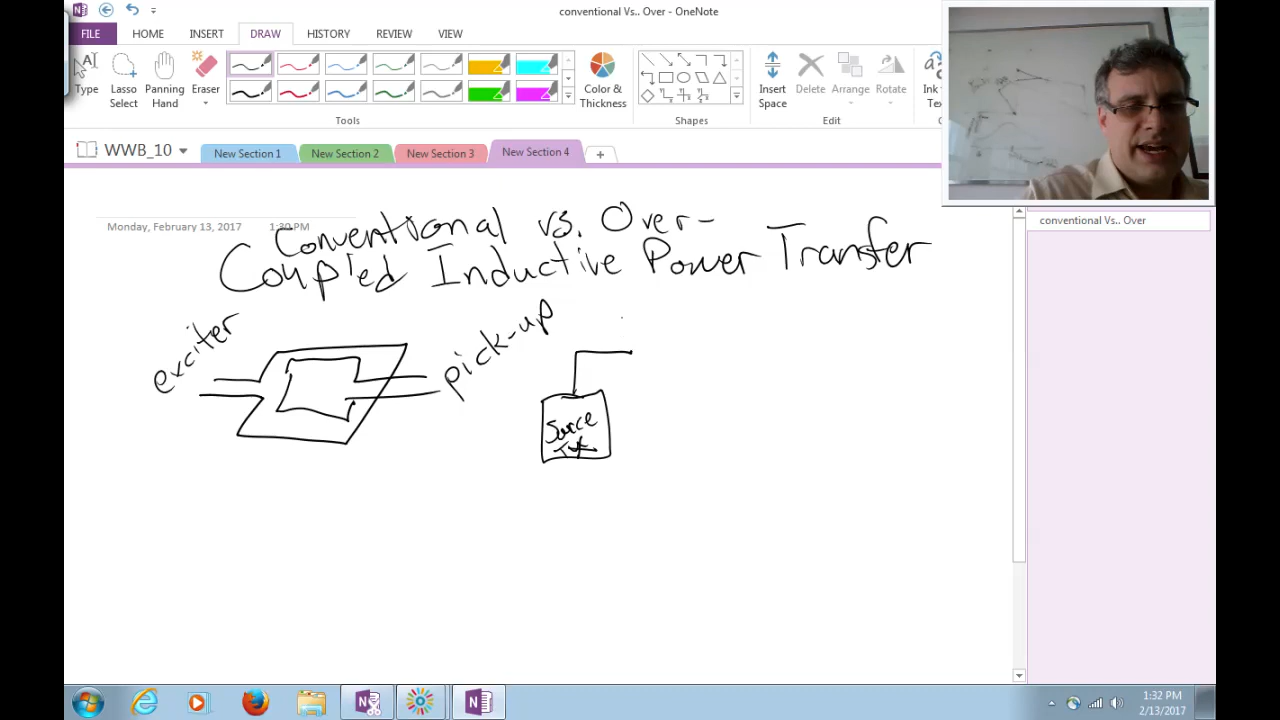 conventional Vs.. Over - OneNote
FILE HOME INSERT DRAW HISTORY REVIEW VIEW
Type
Lasso Select
Panning Hand
Eraser
Color & Thickness
Insert Space
Delete
Arrange
Rotate
Ink to
Tools
Shapes
Edit
WWB_10
New Section 1
New Section 2
New Section 3
New Section 4
conventional Vs.. Over
Monday, February 13, 2017 1:30 PM
Conventional vs. Over-
Coupled Inductive Power Transfer
exciter
pick-up
Source
Tx
1:32 PM
2/13/2017